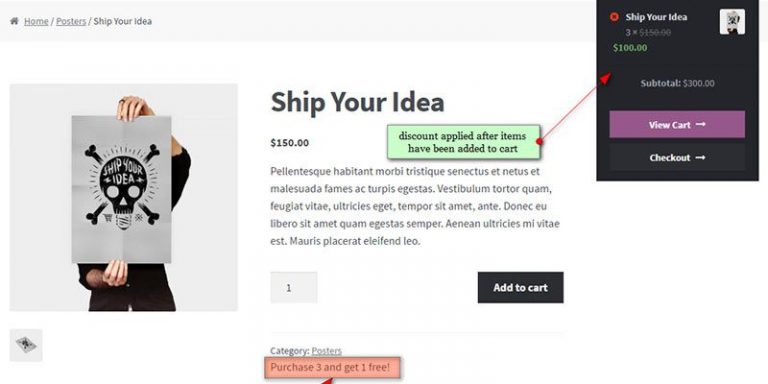 Home / Posters / Ship Your Idea
Ship Your Idea
3 × $150.00
$100.00
Subtotal: $300.00
View Cart →
Checkout →
SHIP YOUR
IDEA
Ship Your Idea
$150.00
discount applied after items
have been added to cart
Pellentesque habitant morbi tristique senectus et netus et
malesuada fames ac turpis egestas. Vestibulum tortor quam,
feugiat vitae, ultricies eget, tempor sit amet, ante. Donec eu
libero sit amet quam egestas semper. Aenean ultricies mi vitae
est. Mauris placerat eleifend leo.
1
Add to cart
Category: Posters
Purchase 3 and get 1 free!